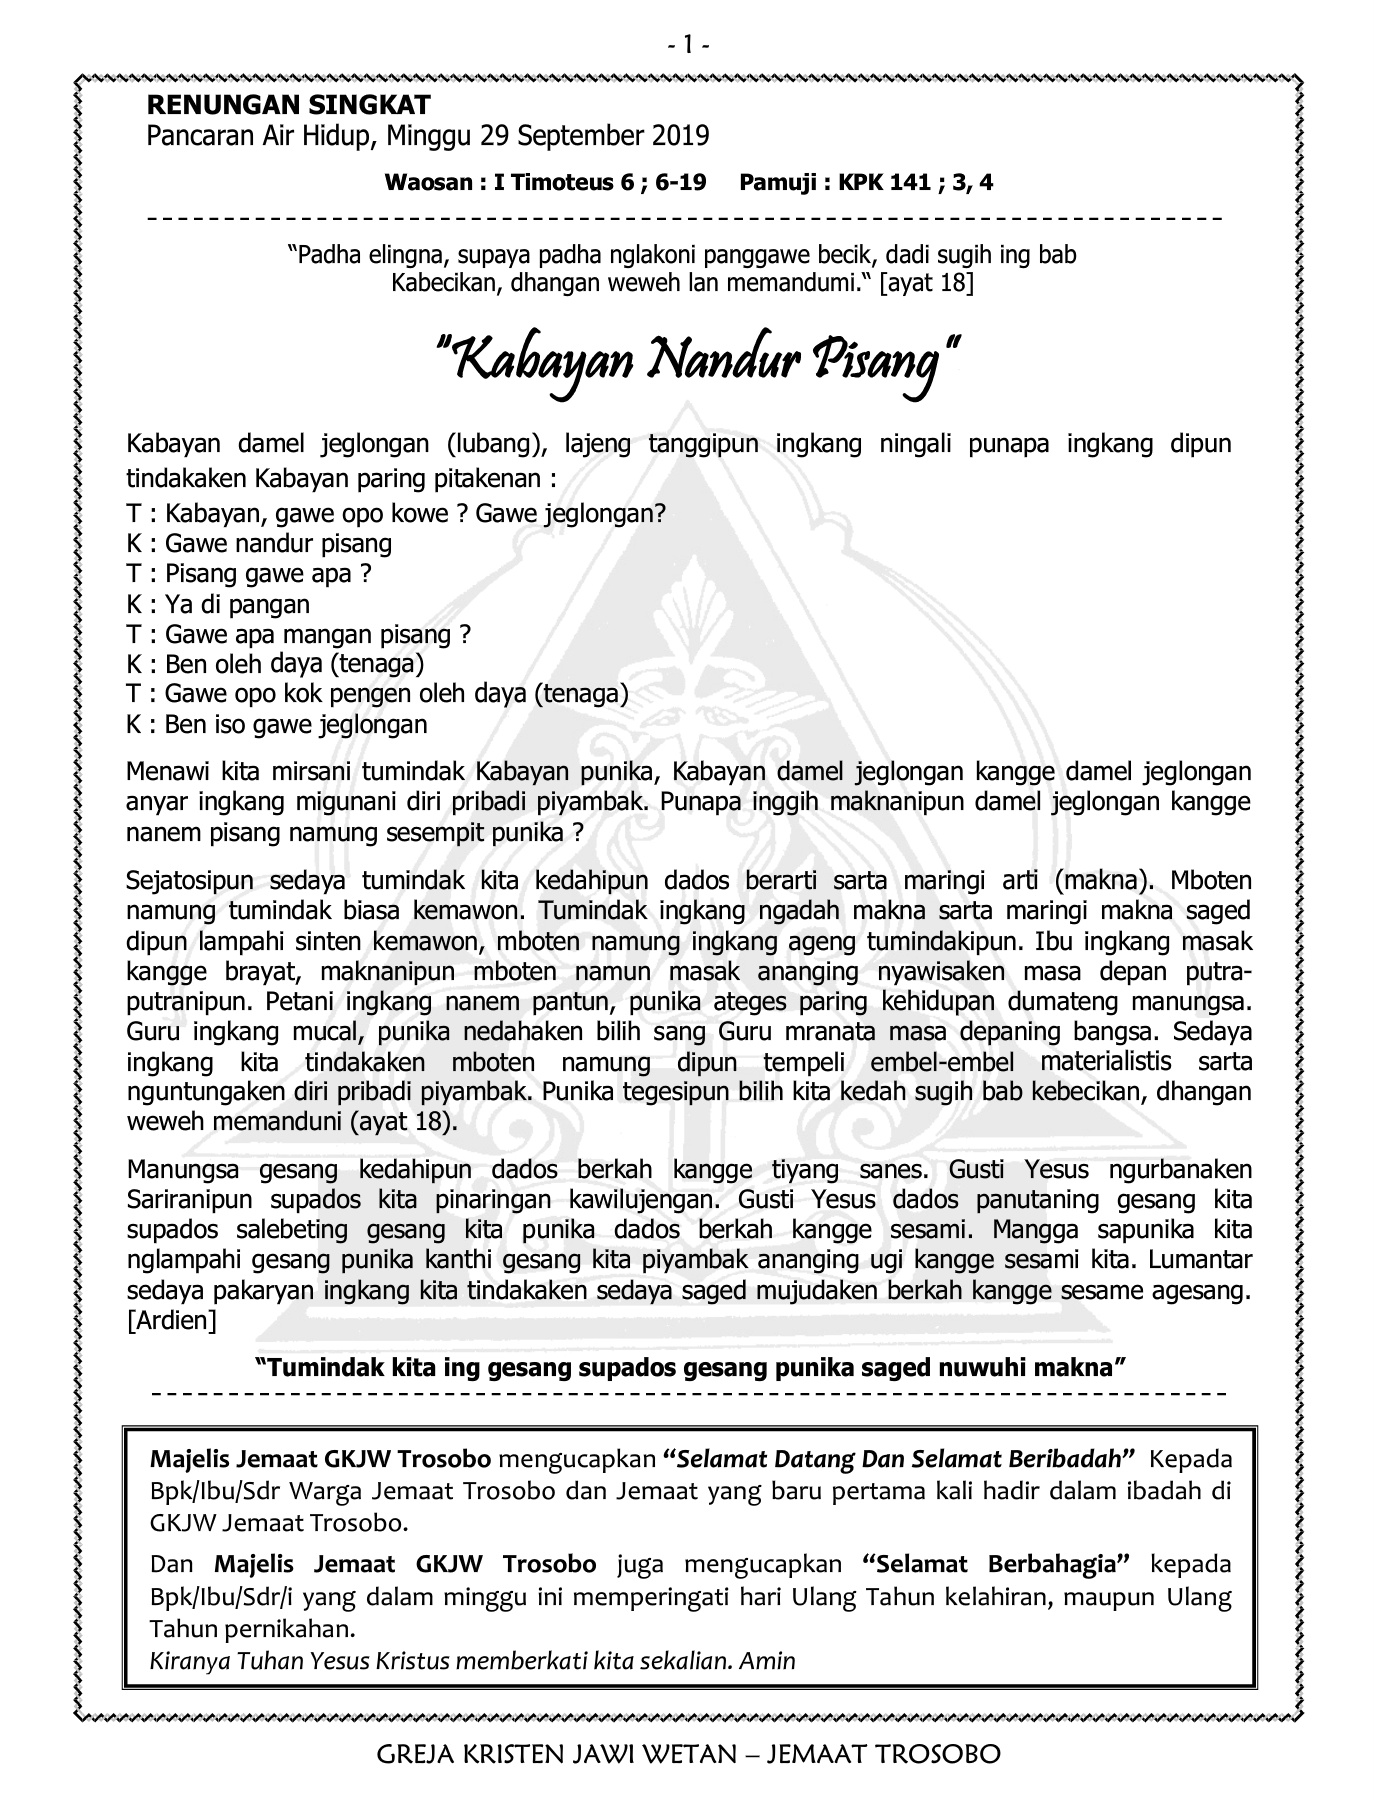 - 1 -
RENUNGAN SINGKAT
Pancaran Air Hidup, Minggu 29 September 2019
Waosan : I Timoteus 6 ; 6-19 Pamuji : KPK 141 ; 3, 4
“Padha elingna, supaya padha nglakoni panggawe becik, dadi sugih ing bab
Kabecikan, dhangan weweh lan memandumi.“ [ayat 18]
"Kabayan Nandur Pisang“
Kabayan damel jeglongan (lubang), lajeng tanggipun ingkang ningali punapa ingkang dipun
tindakaken Kabayan paring pitakenan :
T : Kabayan, gawe opo kowe ? Gawe jeglongan?
K : Gawe nandur pisang
T : Pisang gawe apa ?
K : Ya di pangan
T : Gawe apa mangan pisang ?
K : Ben oleh daya (tenaga)
T : Gawe opo kok pengen oleh daya (tenaga)
K : Ben iso gawe jeglongan
Menawi kita mirsani tumindak Kabayan punika, Kabayan damel jeglongan kangge damel jeglongan
anyar ingkang migunani diri pribadi piyambak. Punapa inggih maknanipun damel jeglongan kangge
nanem pisang namung sesempit punika ?
Sejatosipun sedaya tumindak kita kedahipun dados berarti sarta maringi arti (makna). Mboten
namung tumindak biasa kemawon. Tumindak ingkang ngadah makna sarta maringi makna saged
dipun lampahi sinten kemawon, mboten namung ingkang ageng tumindakipun. Ibu ingkang masak
kangge brayat, maknanipun mboten namun masak ananging nyawisaken masa depan putra-
putranipun. Petani ingkang nanem pantun, punika ateges paring kehidupan dumateng manungsa.
Guru ingkang mucal, punika nedahaken bilih sang Guru mranata masa depaning bangsa. Sedaya
ingkang kita tindakaken mboten namung dipun tempeli embel-embel materialistis sarta
nguntungaken diri pribadi piyambak. Punika tegesipun bilih kita kedah sugih bab kebecikan, dhangan
weweh memanduni (ayat 18).
Manungsa gesang kedahipun dados berkah kangge tiyang sanes. Gusti Yesus ngurbanaken
Sariranipun supados kita pinaringan kawilujengan. Gusti Yesus dados panutaning gesang kita
supados salebeting gesang kita punika dados berkah kangge sesami. Mangga sapunika kita
nglampahi gesang punika kanthi gesang kita piyambak ananging ugi kangge sesami kita. Lumantar
sedaya pakaryan ingkang kita tindakaken sedaya saged mujudaken berkah kangge sesame agesang.
[Ardien]
“Tumindak kita ing gesang supados gesang punika saged nuwuhi makna”
Majelis Jemaat GKJW Trosobo mengucapkan “Selamat Datang Dan Selamat Beribadah” Kepada
Bpk/Ibu/Sdr Warga Jemaat Trosobo dan Jemaat yang baru pertama kali hadir dalam ibadah di
GKJW Jemaat Trosobo.
Dan Majelis Jemaat GKJW Trosobo juga mengucapkan “Selamat Berbahagia” kepada
Bpk/Ibu/Sdr/i yang dalam minggu ini memperingati hari Ulang Tahun kelahiran, maupun Ulang
Tahun pernikahan.
Kiranya Tuhan Yesus Kristus memberkati kita sekalian. Amin
GREJA KRISTEN JAWI WETAN – JEMAAT TROSOBO